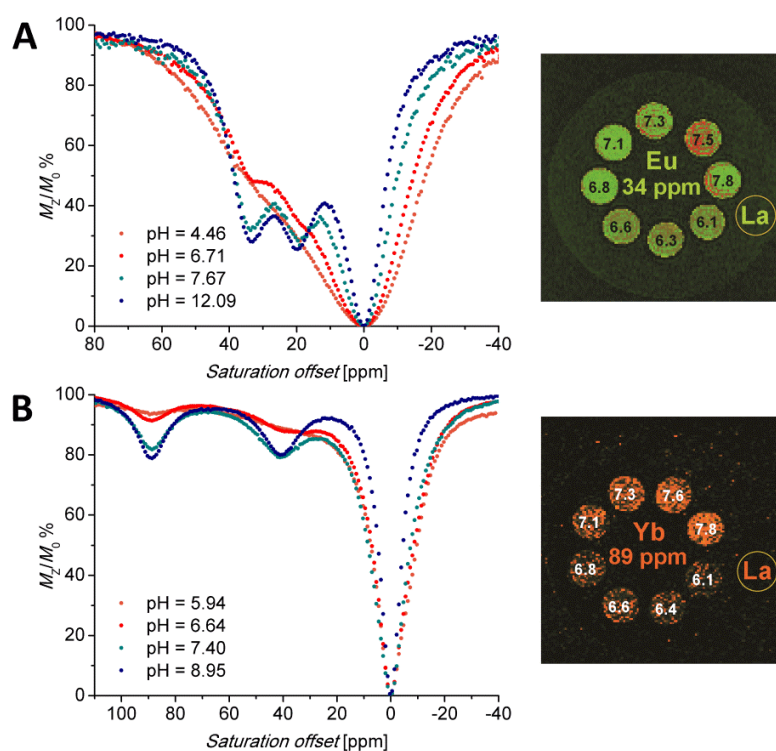 A
M_Z/M_0 %
100
80
60
40
20
0
pH = 4.46
pH = 6.71
pH = 7.67
pH = 12.09
80 60 40 20 0 -20 -40
Saturation offset [ppm]
7.3
7.1 7.5
Eu
6.8 34 ppm 7.8
La
6.6 6.1
6.3
B
M_Z/M_0 %
100
80
60
40
20
0
pH = 5.94
pH = 6.64
pH = 7.40
pH = 8.95
100 80 60 40 20 0 -20 -40
Saturation offset [ppm]
7.3 7.6
7.1 7.8
Yb
6.8 89 ppm 6.1
La
6.6 6.4